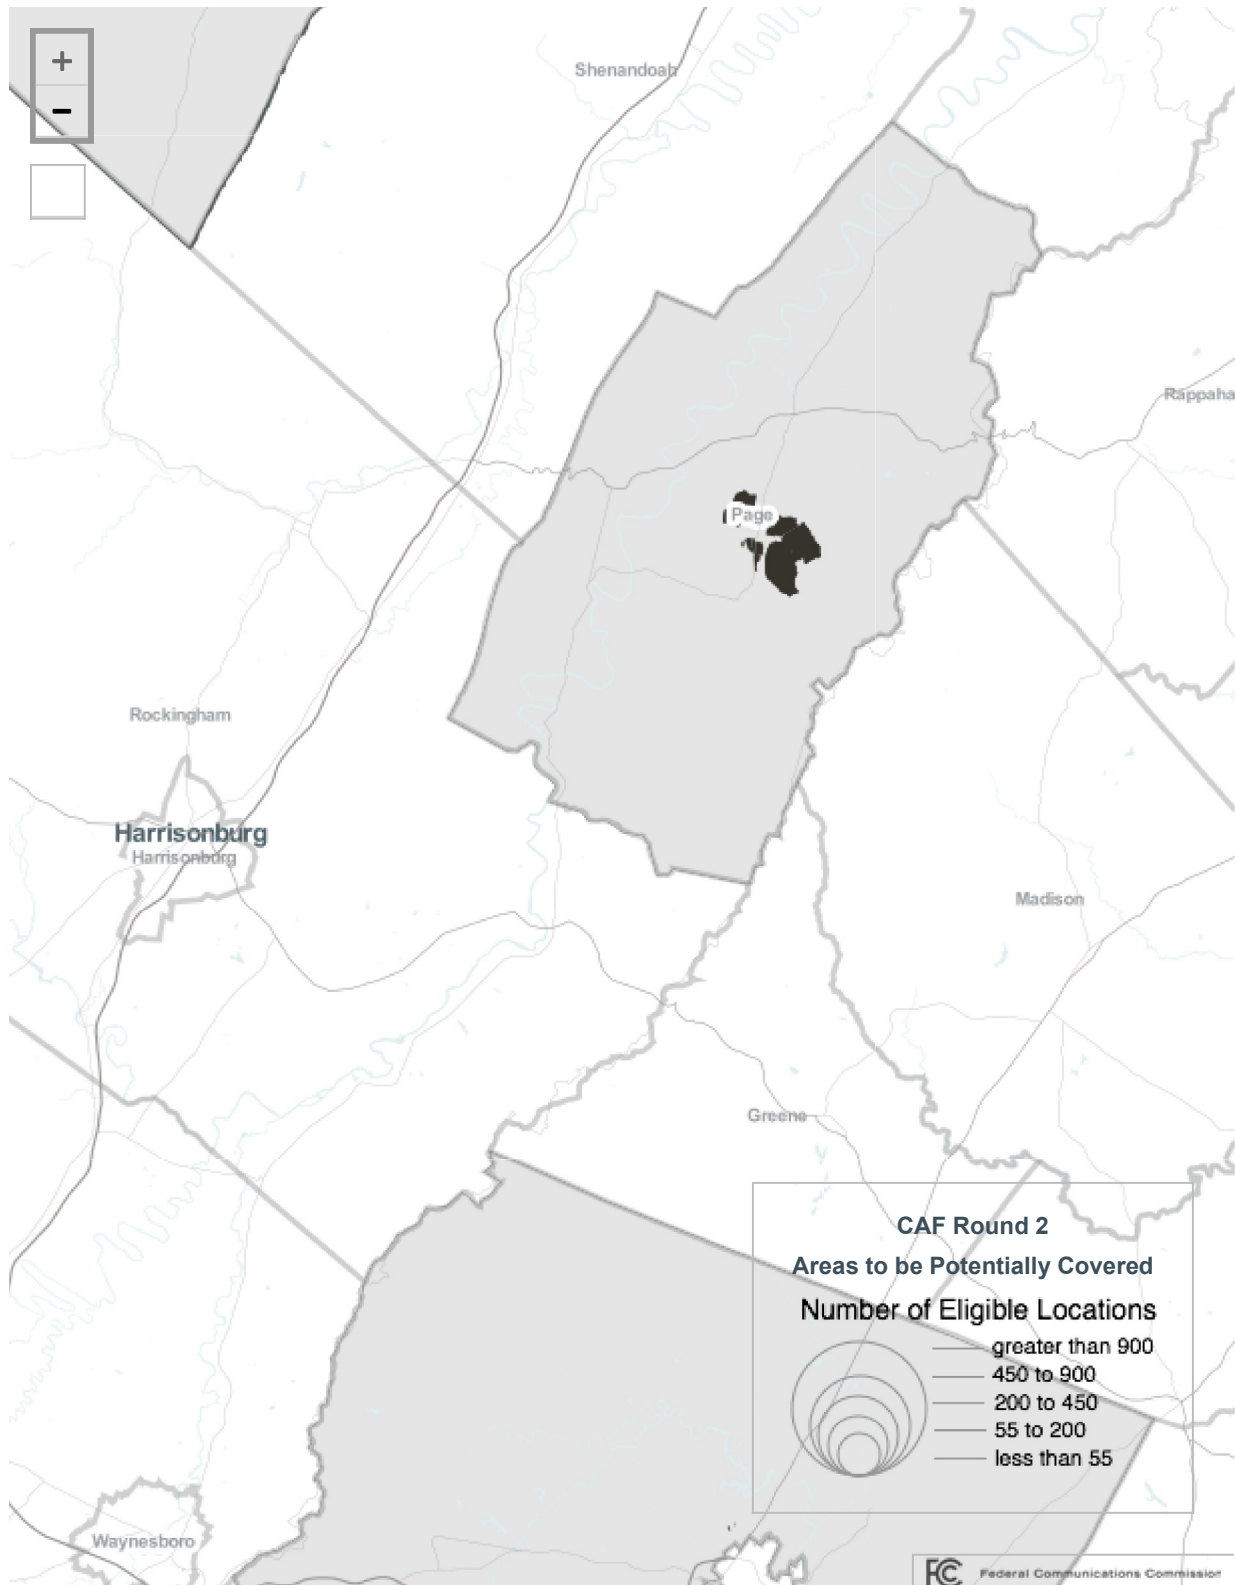 +
Shenandoah
−
Rappaha
Page
Rockingham
Harrisonburg
Harrisonburg
Madison
Greene
CAF Round 2
Areas to be Potentially Covered
Number of Eligible Locations
greater than 900
450 to 900
200 to 450
55 to 200
less than 55
Waynesboro
FCC Federal Communications Commission